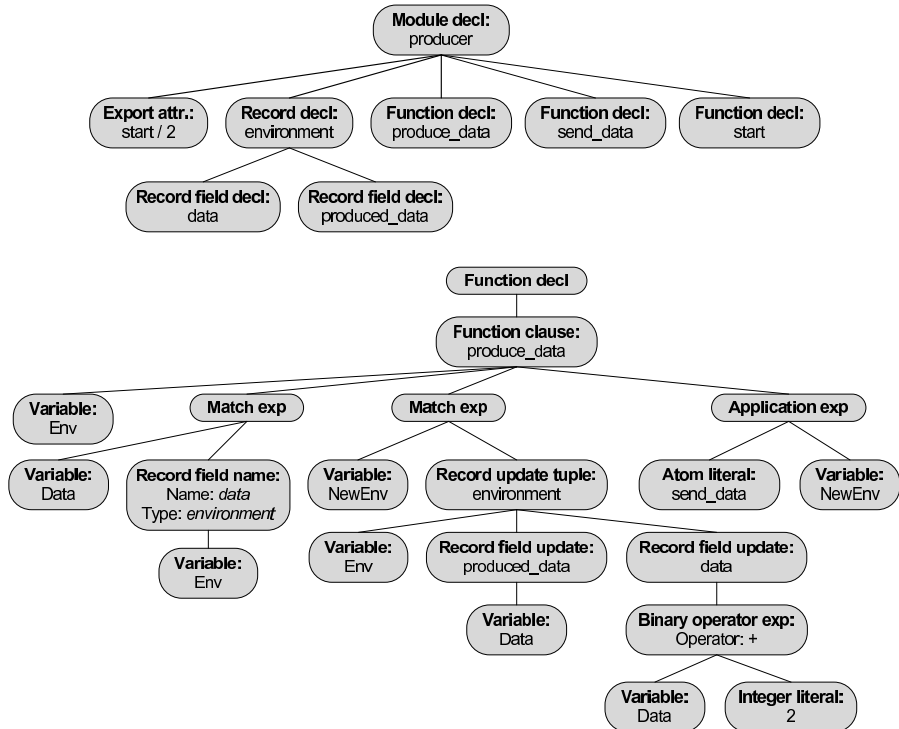 Module decl:
producer
Export attr.:
start / 2
Record decl:
environment
Function decl:
produce_data
Function decl:
send_data
Function decl:
start
Record field decl:
data
Record field decl:
produced_data
Function decl
Function clause:
produce_data
Variable:
Env
Match exp
Match exp
Application exp
Variable:
Data
Record field name:
Name: data
Type: environment
Variable:
NewEnv
Record update tuple:
environment
Atom literal:
send_data
Variable:
NewEnv
Variable:
Env
Variable:
Env
Record field update:
produced_data
Record field update:
data
Variable:
Data
Binary operator exp:
Operator: +
Variable:
Data
Integer literal:
2